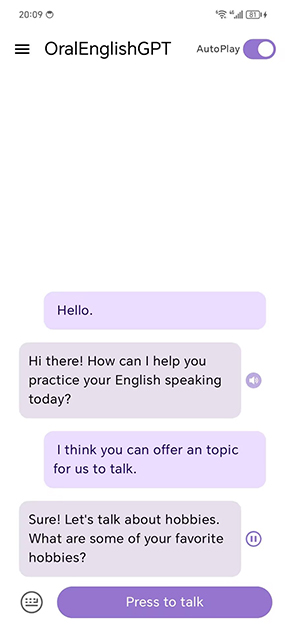 20:09
81
OralEnglishGPT
AutoPlay
Hello.
Hi there! How can I help you
practice your English speaking
today?
I think you can offer an topic
for us to talk.
Sure! Let's talk about hobbies.
What are some of your favorite
hobbies?
Press to talk